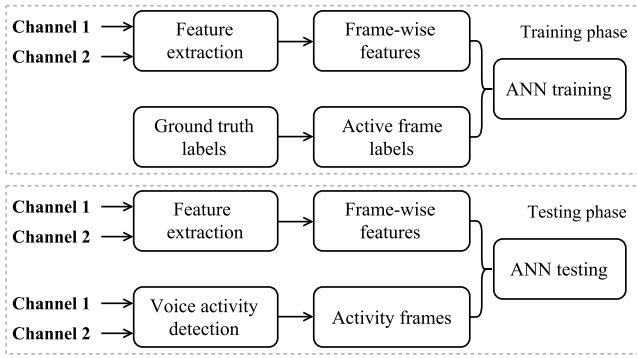 Channel 1
Channel 2
Feature
extraction
Frame-wise
features
Training phase
ANN training
Ground truth
labels
Active frame
labels
Channel 1
Channel 2
Feature
extraction
Frame-wise
features
Testing phase
ANN testing
Channel 1
Channel 2
Voice activity
detection
Activity frames